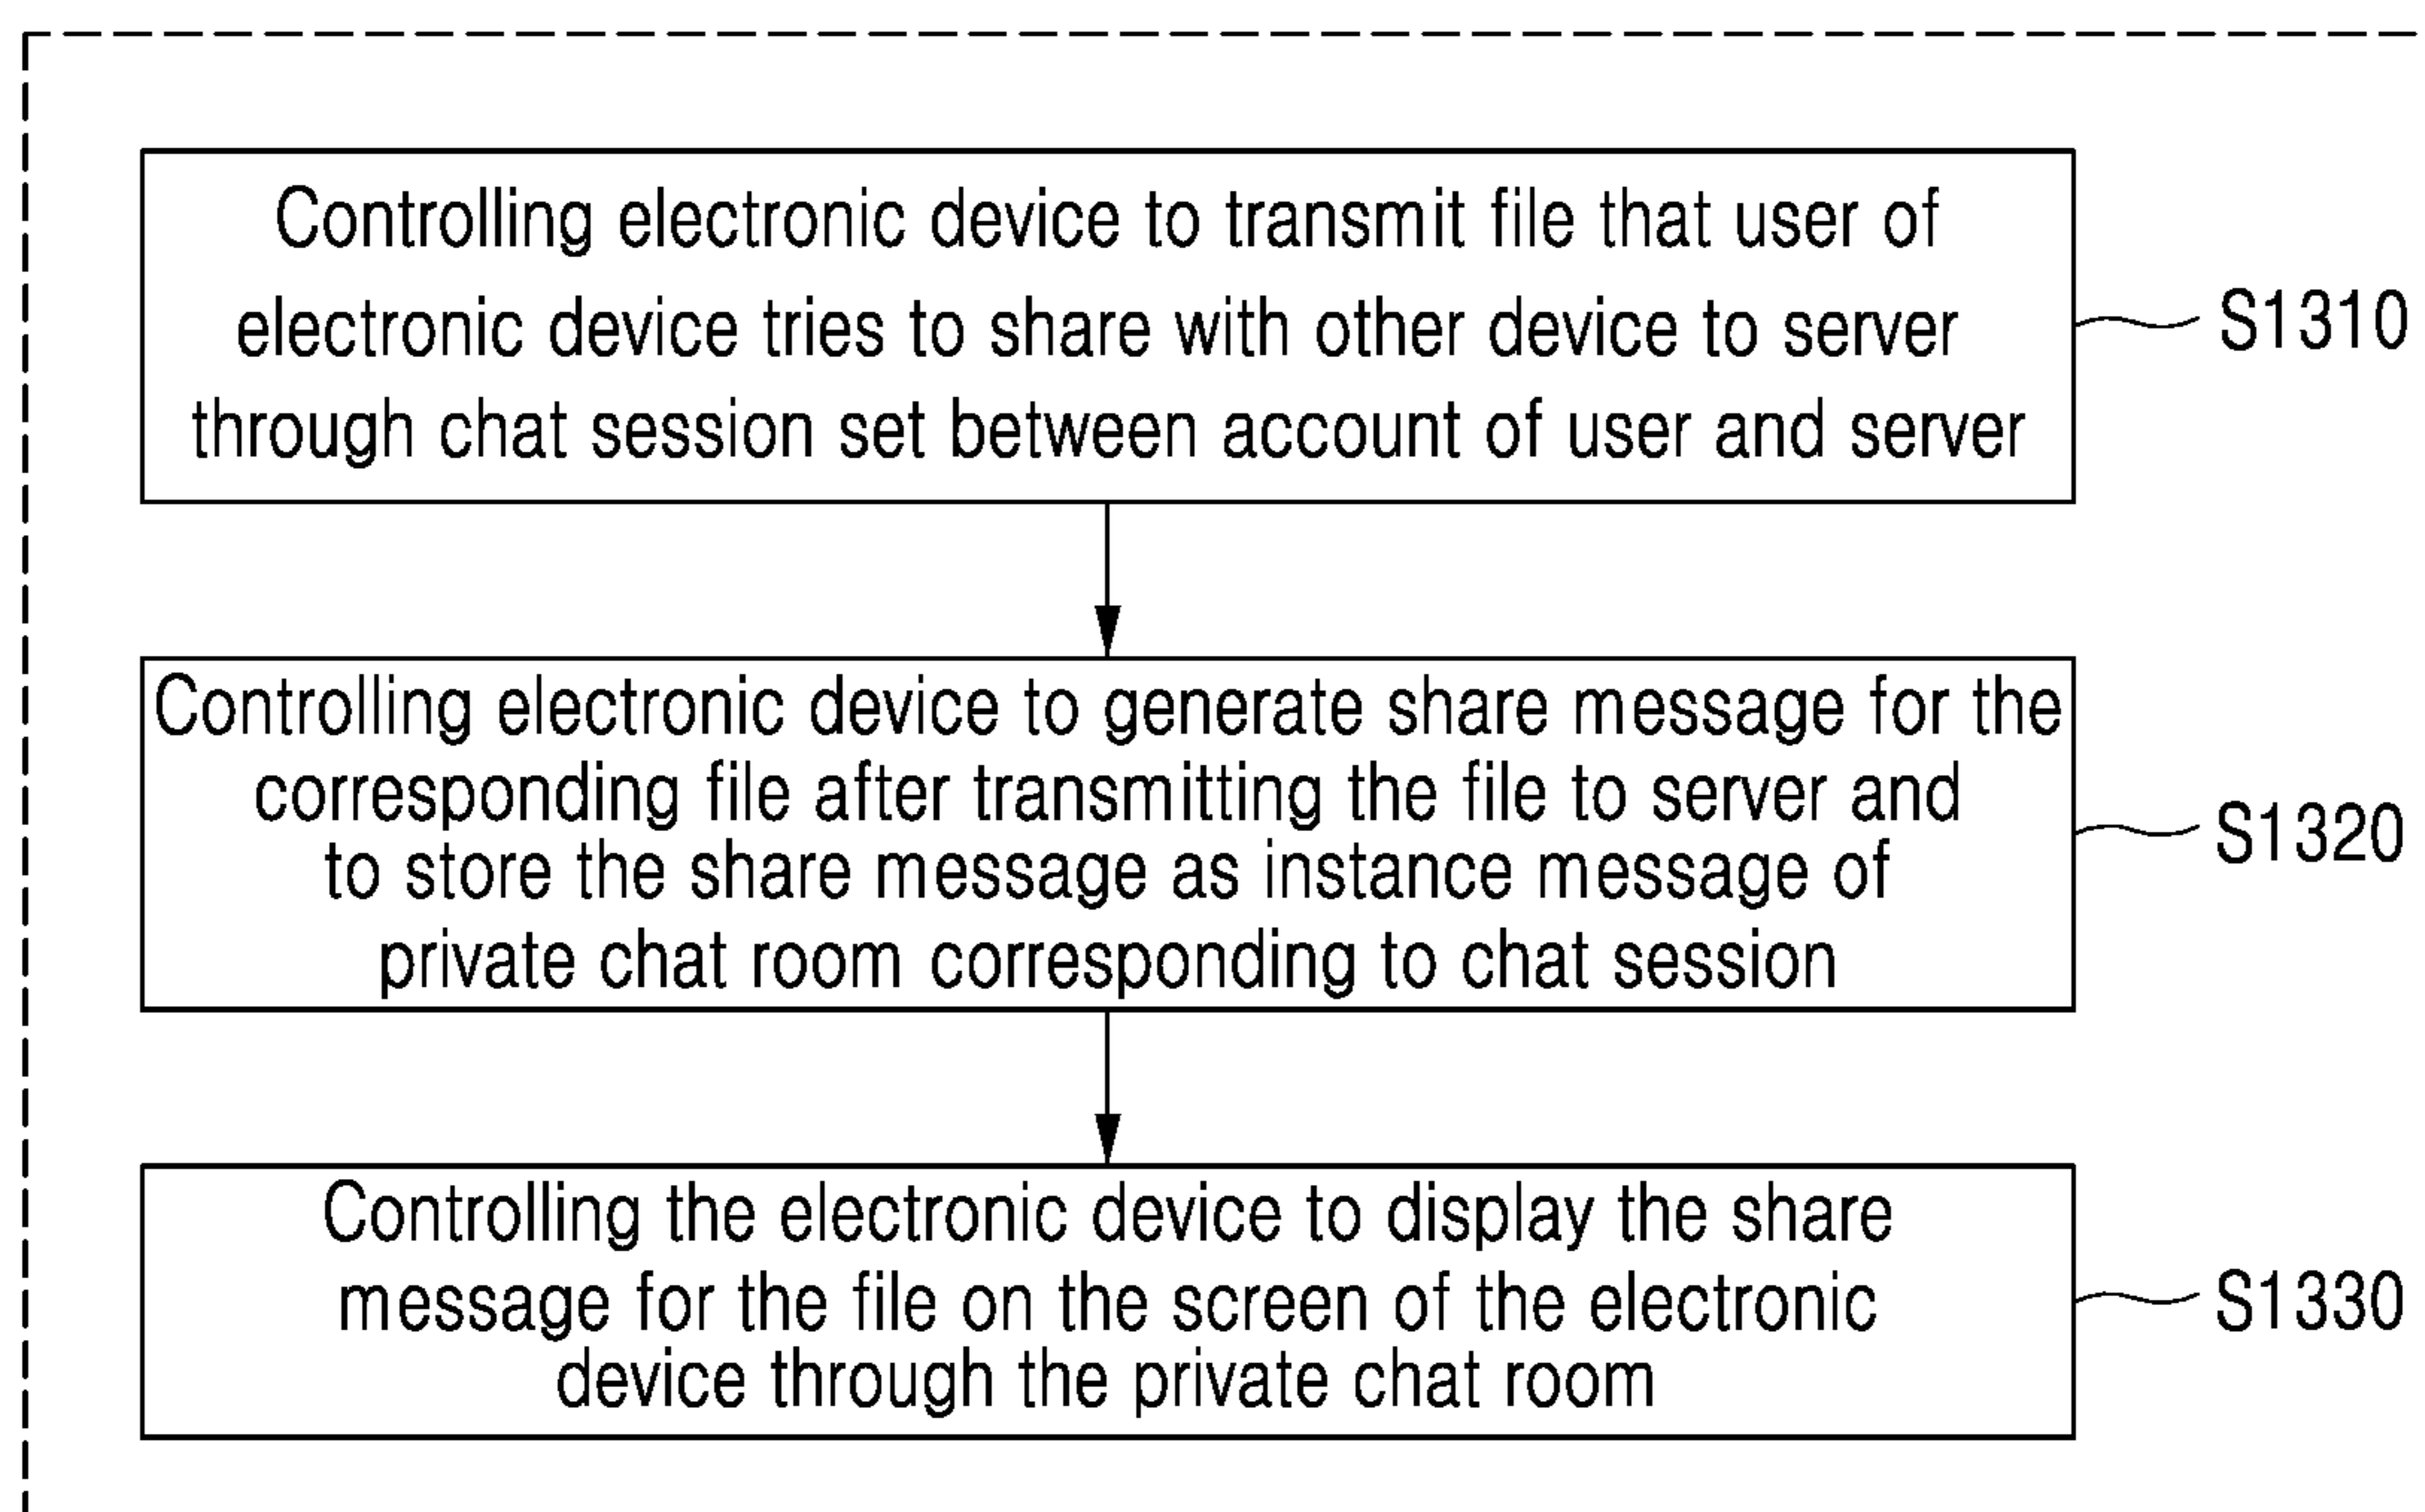 Controlling electronic device to transmit file that user of
electronic device tries to share with other device to server
through chat session set between account of user and server
S1310
Controlling electronic device to generate share message for the
corresponding file after transmitting the file to server and
to store the share message as instance message of
private chat room corresponding to chat session
S1320
Controlling the electronic device to display the share
message for the file on the screen of the electronic
device through the private chat room
S1330